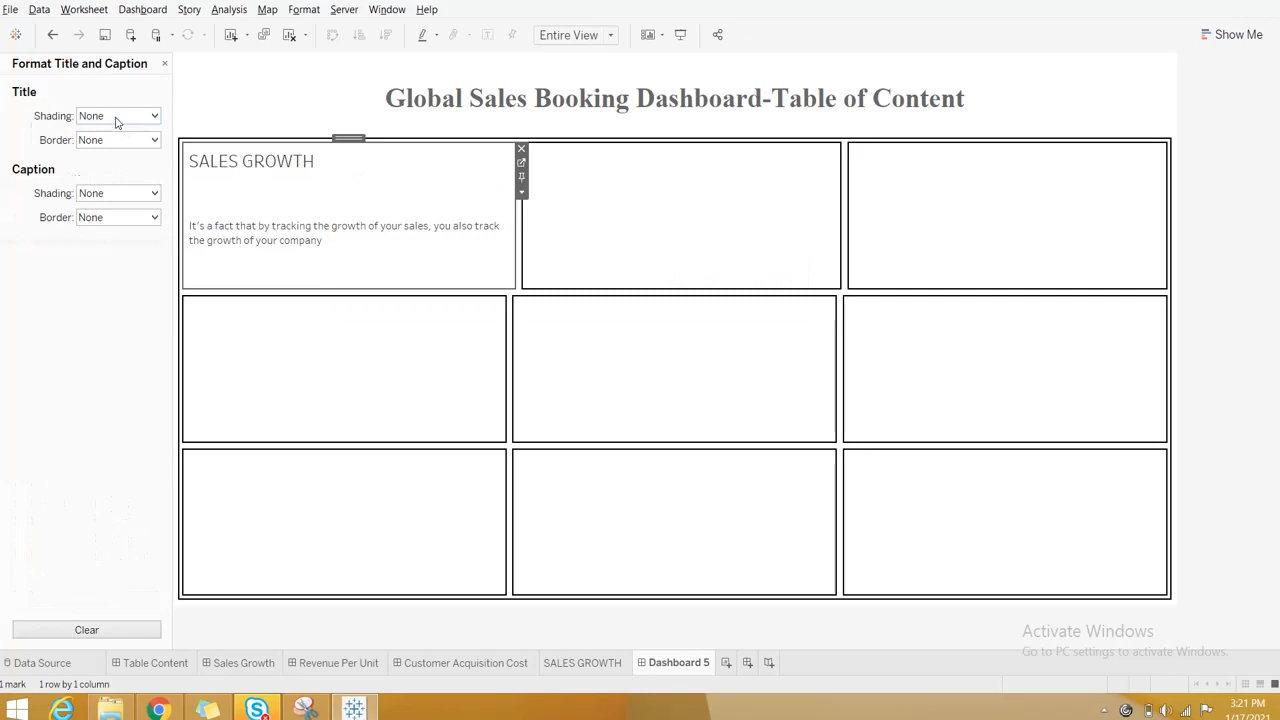 File Data Worksheet Dashboard Story Analysis Map Format Server Window Help
Entire View
Show Me
Format Title and Caption
Title
Shading: None
Border: None
Caption
Shading: None
Border: None
Clear
Global Sales Booking Dashboard-Table of Content
SALES GROWTH
It's a fact that by tracking the growth of your sales, you also track
the growth of your company
Activate Windows
Go to PC settings to activate Windows.
Data Source Table Content Sales Growth Revenue Per Unit Customer Acquisition Cost SALES GROWTH Dashboard 5
1 mark 1 row by 1 column
3:21 PM
1/17/2021